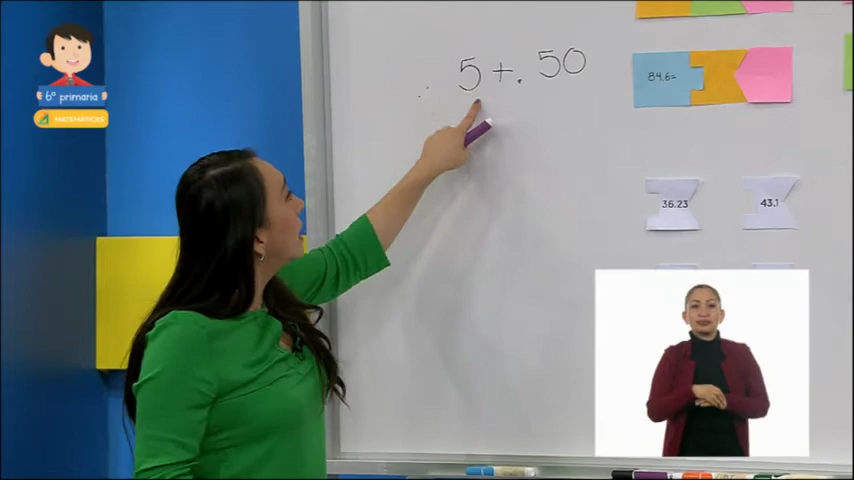 6º primaria
MATEMÁTICAS
5 + . 50
84.6=
36.23
43.1